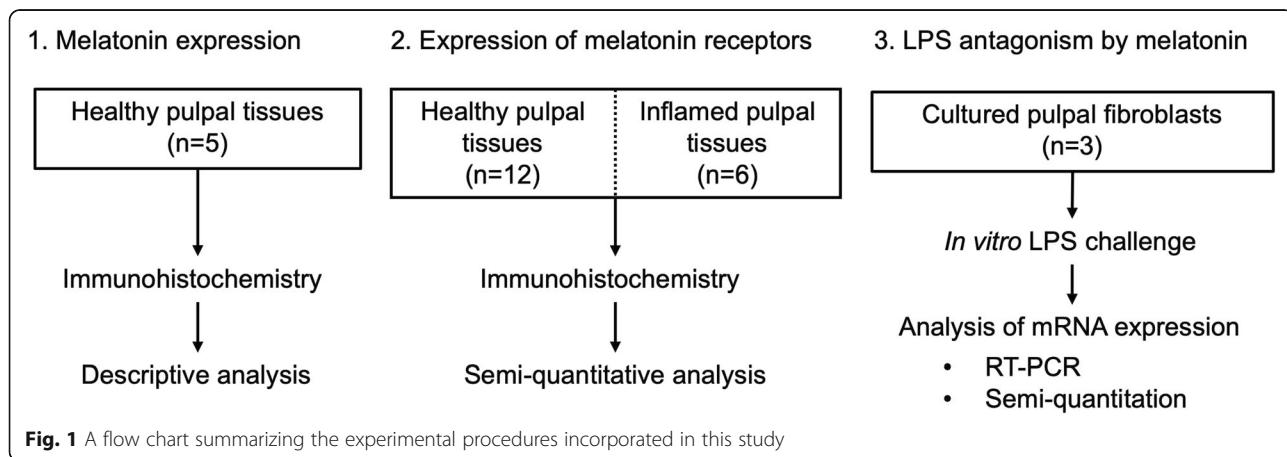 1. Melatonin expression
Healthy pulpal tissues
(n=5)
Immunohistochemistry
Descriptive analysis
2. Expression of melatonin receptors
Healthy pulpal
tissues
(n=12)
Inflamed pulpal
tissues
(n=6)
Immunohistochemistry
Semi-quantitative analysis
3. LPS antagonism by melatonin
Cultured pulpal fibroblasts
(n=3)
In vitro LPS challenge
Analysis of mRNA expression
• RT-PCR
• Semi-quantitation
Fig. 1 A flow chart summarizing the experimental procedures incorporated in this study